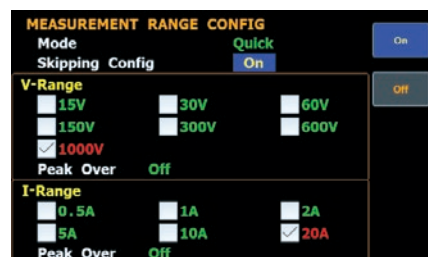 MEASUREMENT RANGE CONFIG
Mode Quick
On
Skipping Config On
Off
V-Range
15V 30V 60V
150V 300V 600V
1000V
Peak Over Off
I-Range
0.5A 1A 2A
5A 10A 20A
Peak Over Off